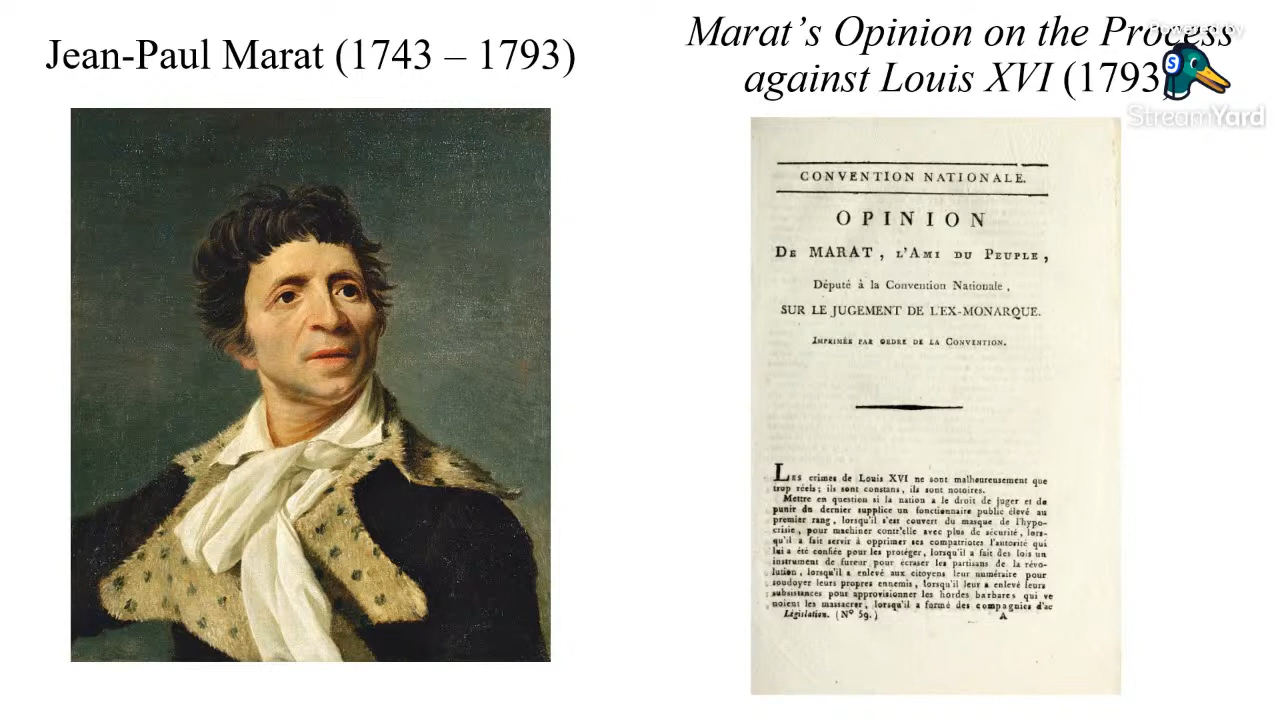 Jean-Paul Marat (1743 – 1793)
Marat's Opinion on the Process
against Louis XVI (1793
Powered by
S
StreamYard
CONVENTION NATIONALE.
OPINION
DE MARAT, L'AMI DU PEUPLE,
Député à la Convention Nationale,
SUR LE JUGEMENT DE L'EX-MONARQUE.
IMPRIMÉE PAR ORDRE DE LA CONVENTION.
LES crimes de Louis XVI ne sont malheureusement que
trop réels; ils sont constans, ils sont notoires.
Mettre en question si la nation a le droit de juger et de
punir du dernier supplice un fonctionnaire public élevé au
premier rang, lorsqu'il s'est couvert du masque de l'hypo-
crisie, pour machiner contr'elle avec plus de sécurité, lors-
qu'il a fait servir à opprimer ses compatriotes l'autorité qui
lui a été confiée pour les protéger, lorsqu'il a fait des lois un
instrument de fureur pour écraser les partisans de la révo-
lution, lorsqu'il a enlevé aux citoyens leur numéraire pour
soudoyer leurs propres ennemis, lorsqu'il leur a enlevé leurs
subsistances pour approvisionner les hordes barbares qui ve
noient les massacrer, lorsqu'il a formé des compagnies d'ac
Législation. (N° 59.) A